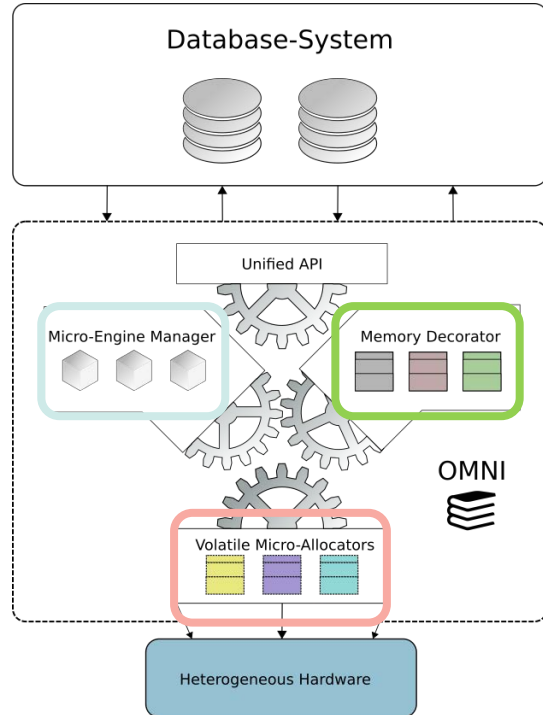 Database-System
Unified API
Micro-Engine Manager
Memory Decorator
OMNI
Volatile Micro-Allocators
Heterogeneous Hardware